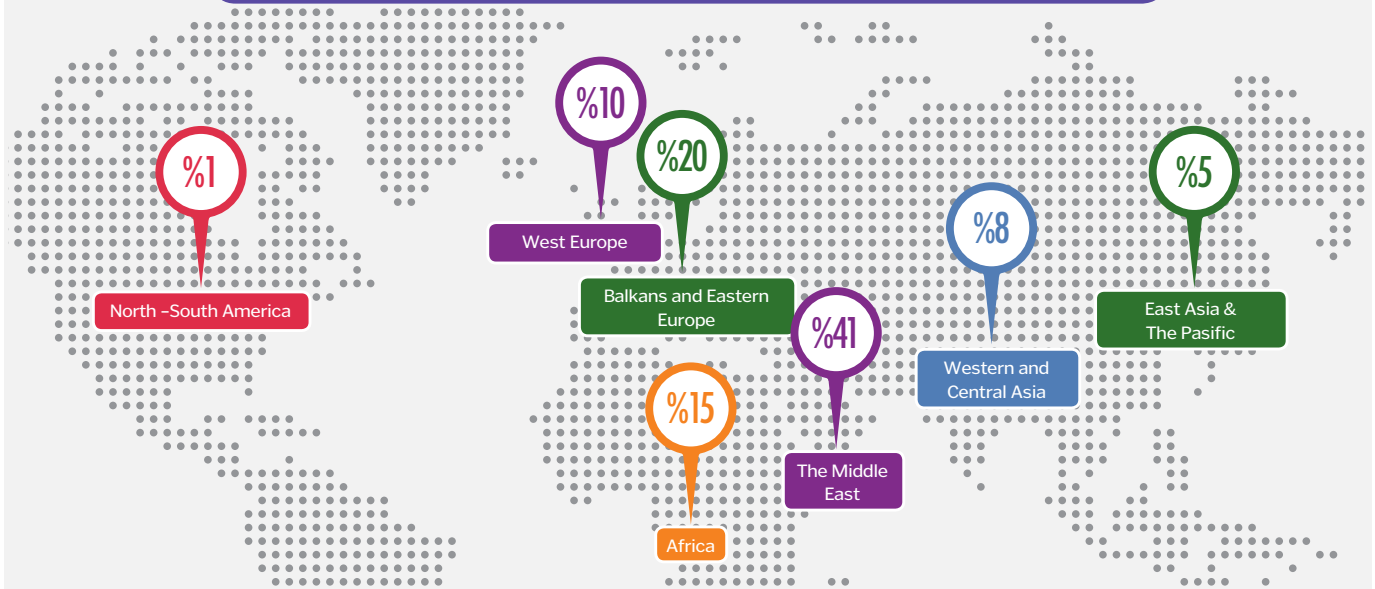 %1
North –South America
%10
West Europe
%20
Balkans and Eastern
Europe
%15
Africa
%41
The Middle
East
%8
Western and
Central Asia
%5
East Asia &
The Pasific